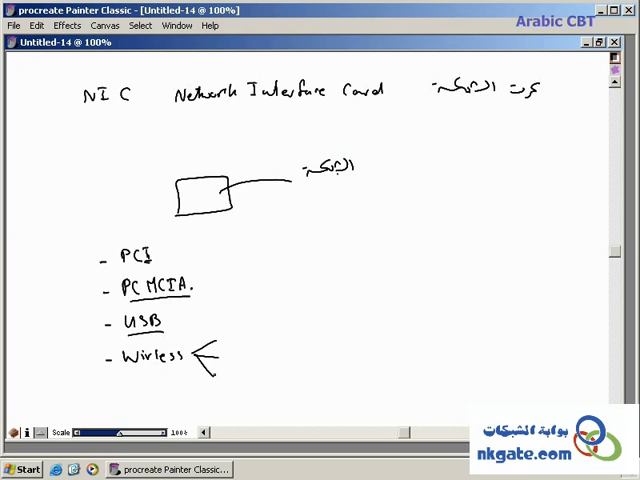 procreate Painter Classic - [Untitled-14 @ 100%]
Arabic CBT
File Edit Effects Canvas Select Window Help
Untitled-14 @ 100%
NIC Network Interface Card كرت الشبكة
الشبكة
- PCI
- PCMCIA.
- USB
- Wirless
Scale 100%
بوابة الشبكات
nkgate.com
Start procreate Painter Classic...